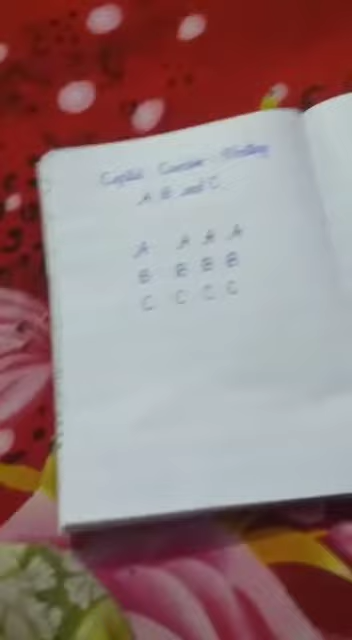 Capital Cursive Writing
A B and C
A A A A
B B B B
C C C C